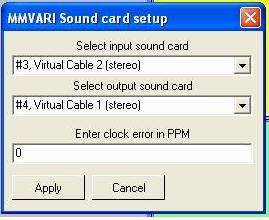 MMVARI Sound card setup
Select input sound card
#3, Virtual Cable 2 (stereo)
Select output sound card
#4, Virtual Cable 1 (stereo)
Enter clock error in PPM
0
Apply
Cancel